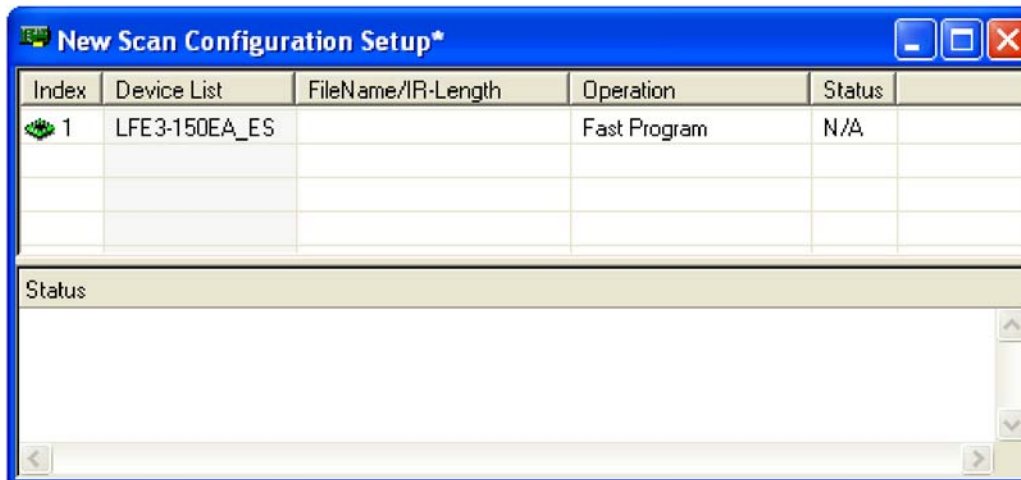 New Scan Configuration Setup*
Index Device List FileName/IR-Length Operation Status
1 LFE3-150EA_ES Fast Program N/A
Status